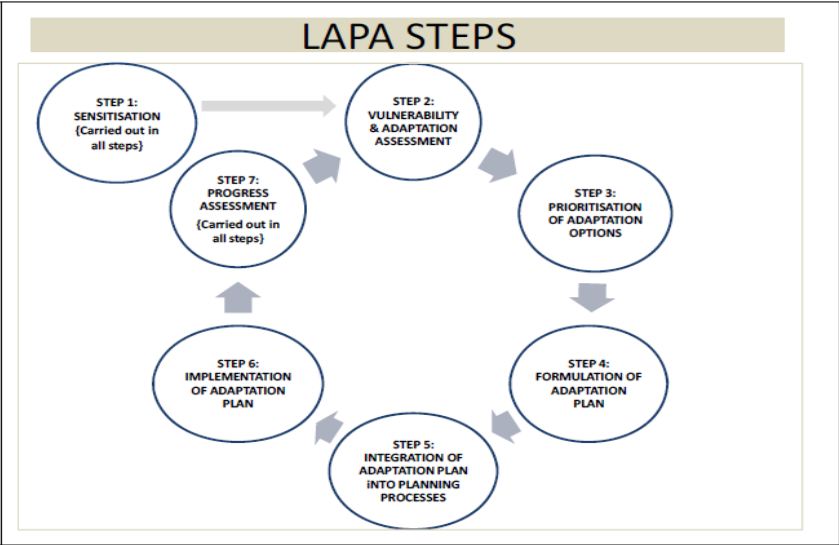 LAPA STEPS
STEP 1:
SENSITISATION
{Carried out in
all steps}
STEP 2:
VULNERABILITY
& ADAPTATION
ASSESSMENT
STEP 3:
PRIORITISATION
OF ADAPTATION
OPTIONS
STEP 4:
FORMULATION OF
ADAPTATION
PLAN
STEP 5:
INTEGRATION OF
ADAPTATION PLAN
iNTO PLANNING
PROCESSES
STEP 6:
IMPLEMENTATION
OF ADAPTATION
PLAN
STEP 7:
PROGRESS
ASSESSMENT
{Carried out in
all steps}